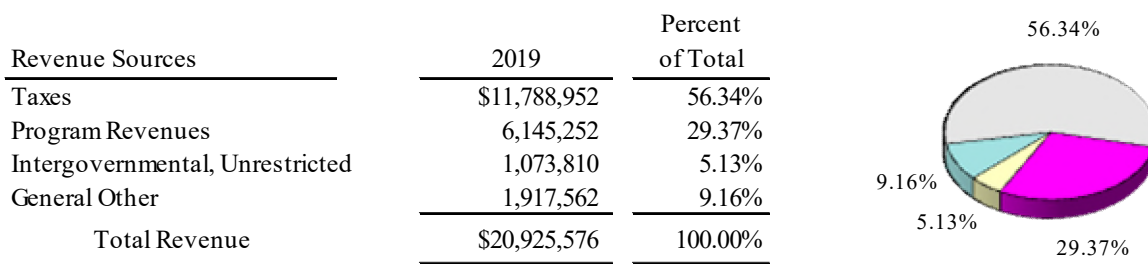 Percent
Revenue Sources 2019 of Total
Taxes $11,788,952 56.34%
Program Revenues 6,145,252 29.37%
Intergovernmental, Unrestricted 1,073,810 5.13%
General Other 1,917,562 9.16%
Total Revenue $20,925,576 100.00%
56.34%
9.16%
5.13%
29.37%